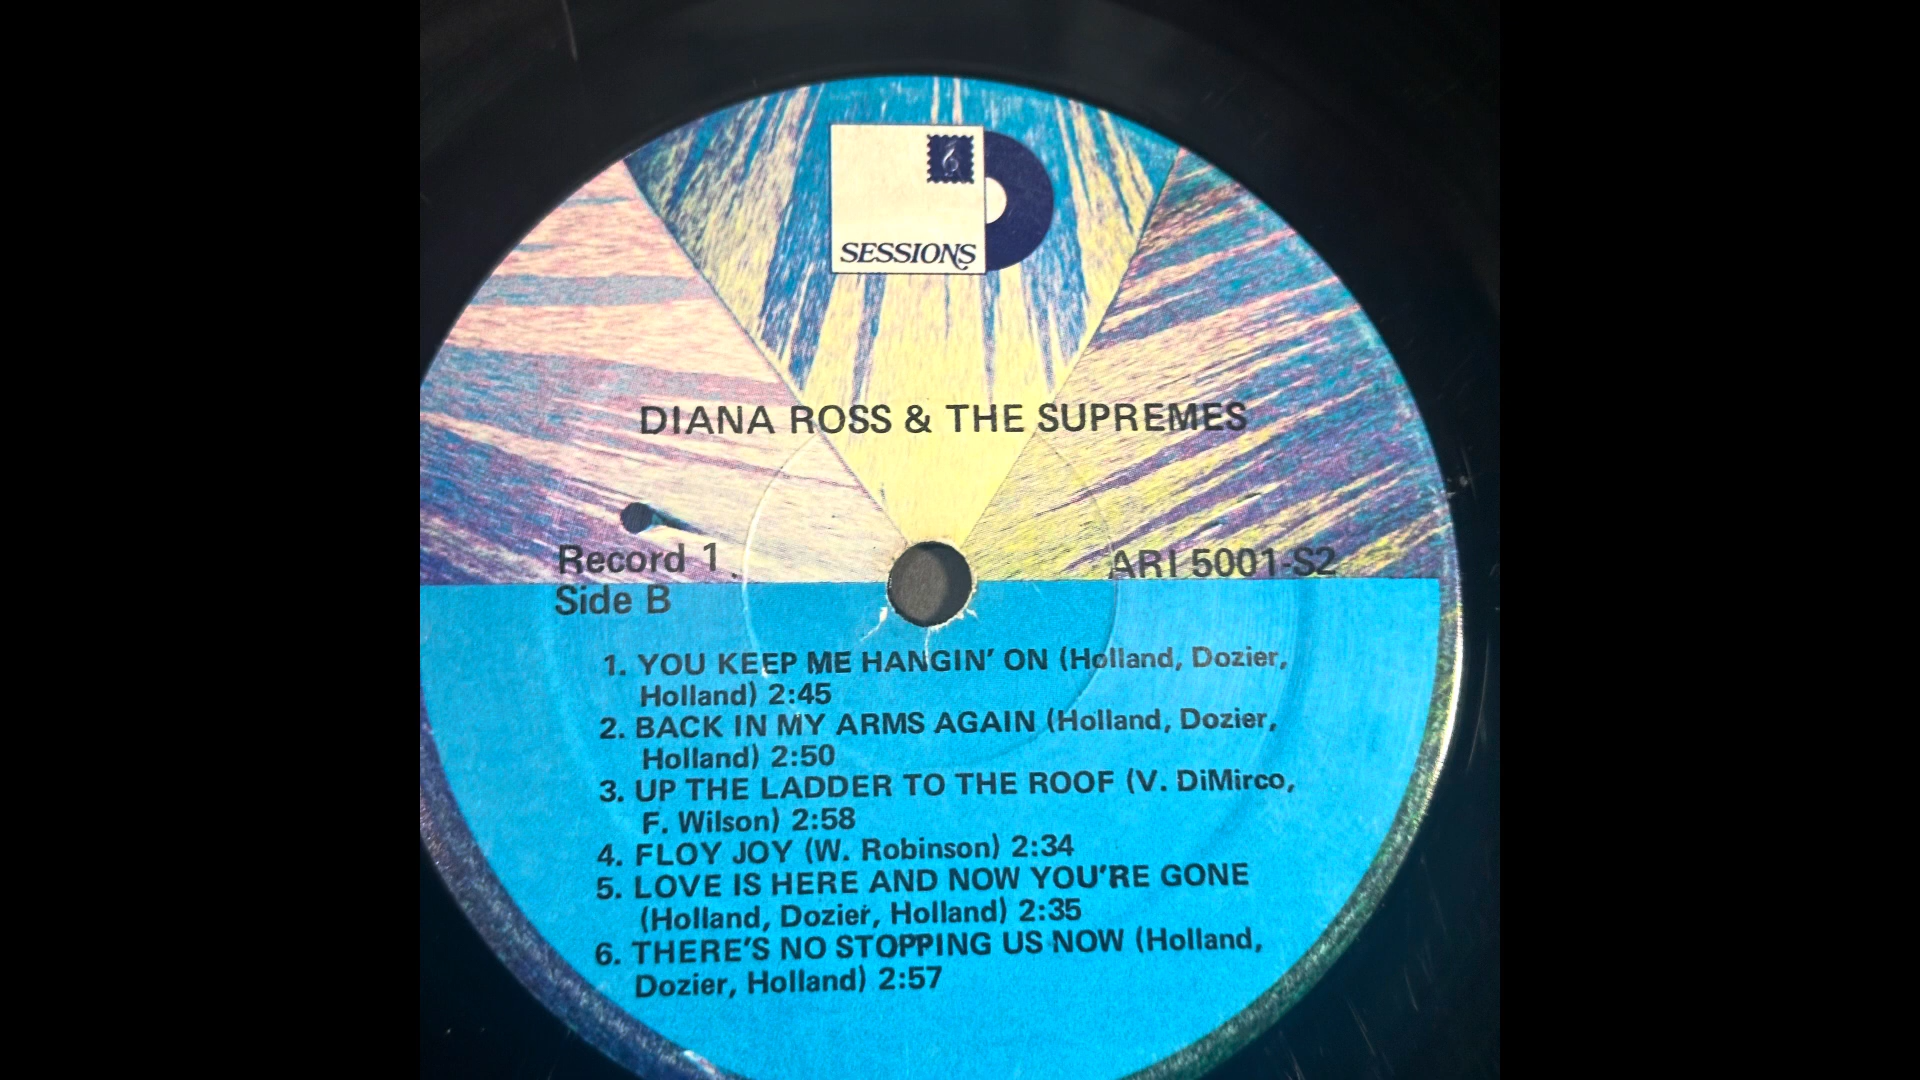 SESSIONS
DIANA ROSS & THE SUPREMES
Record 1
Side B
ARI 5001-S2
1. YOU KEEP ME HANGIN' ON (Holland, Dozier,
Holland) 2:45
2. BACK IN MY ARMS AGAIN (Holland, Dozier,
Holland) 2:50
3. UP THE LADDER TO THE ROOF (V. DiMirco,
F. Wilson) 2:58
4. FLOY JOY (W. Robinson) 2:34
5. LOVE IS HERE AND NOW YOU'RE GONE
(Holland, Dozier, Holland) 2:35
6. THERE'S NO STOPPING US NOW (Holland,
Dozier, Holland) 2:57